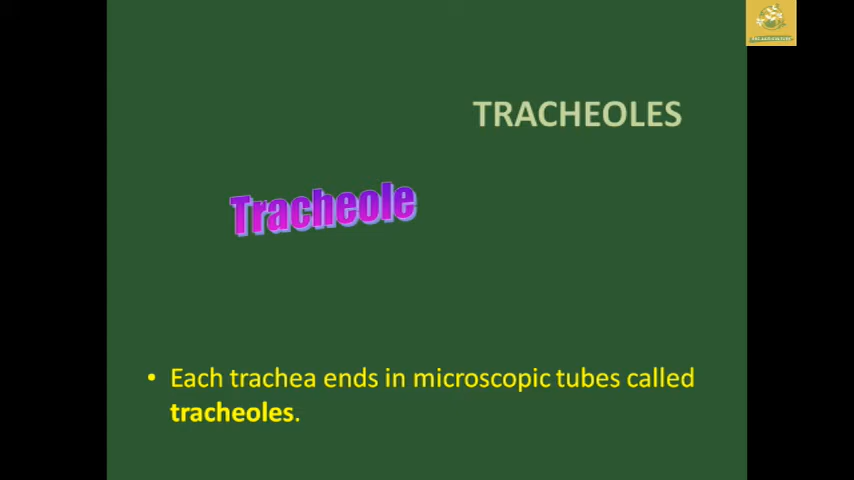 TRACHEOLES
Tracheole
• Each trachea ends in microscopic tubes called
tracheoles.